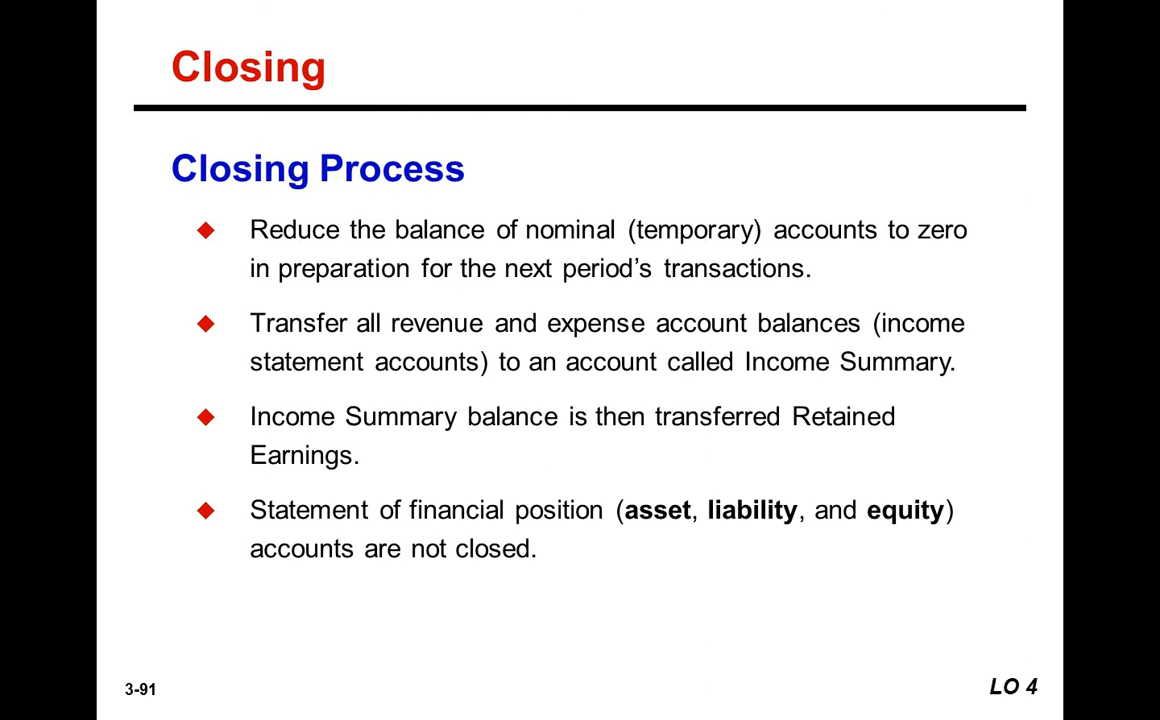 Closing
Closing Process
Reduce the balance of nominal (temporary) accounts to zero
in preparation for the next period’s transactions.
Transfer all revenue and expense account balances (income
statement accounts) to an account called Income Summary.
Income Summary balance is then transferred Retained
Earnings.
Statement of financial position (asset, liability, and equity)
accounts are not closed.
3-91
LO 4